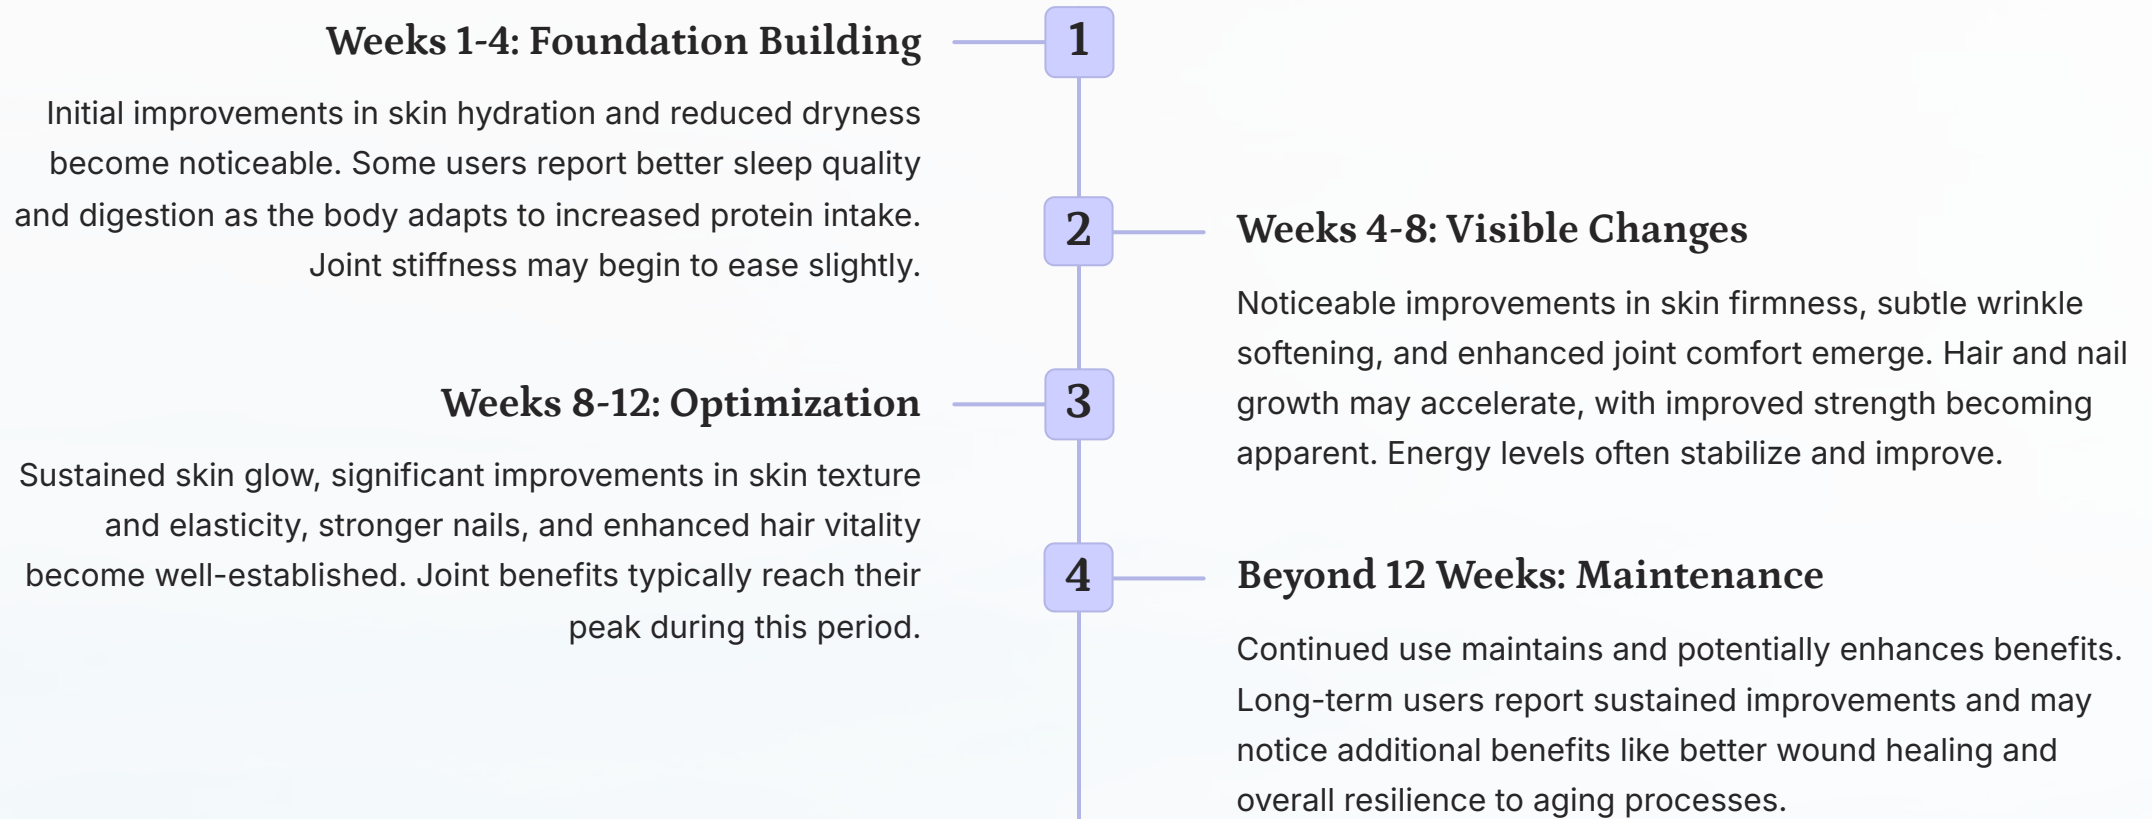 1
Weeks 1-4: Foundation Building
Initial improvements in skin hydration and reduced dryness
become noticeable. Some users report better sleep quality
and digestion as the body adapts to increased protein intake.
Joint stiffness may begin to ease slightly.
2
Weeks 4-8: Visible Changes
Noticeable improvements in skin firmness, subtle wrinkle
softening, and enhanced joint comfort emerge. Hair and nail
growth may accelerate, with improved strength becoming
apparent. Energy levels often stabilize and improve.
3
Weeks 8-12: Optimization
Sustained skin glow, significant improvements in skin texture
and elasticity, stronger nails, and enhanced hair vitality
become well-established. Joint benefits typically reach their
peak during this period.
4
Beyond 12 Weeks: Maintenance
Continued use maintains and potentially enhances benefits.
Long-term users report sustained improvements and may
notice additional benefits like better wound healing and
overall resilience to aging processes.